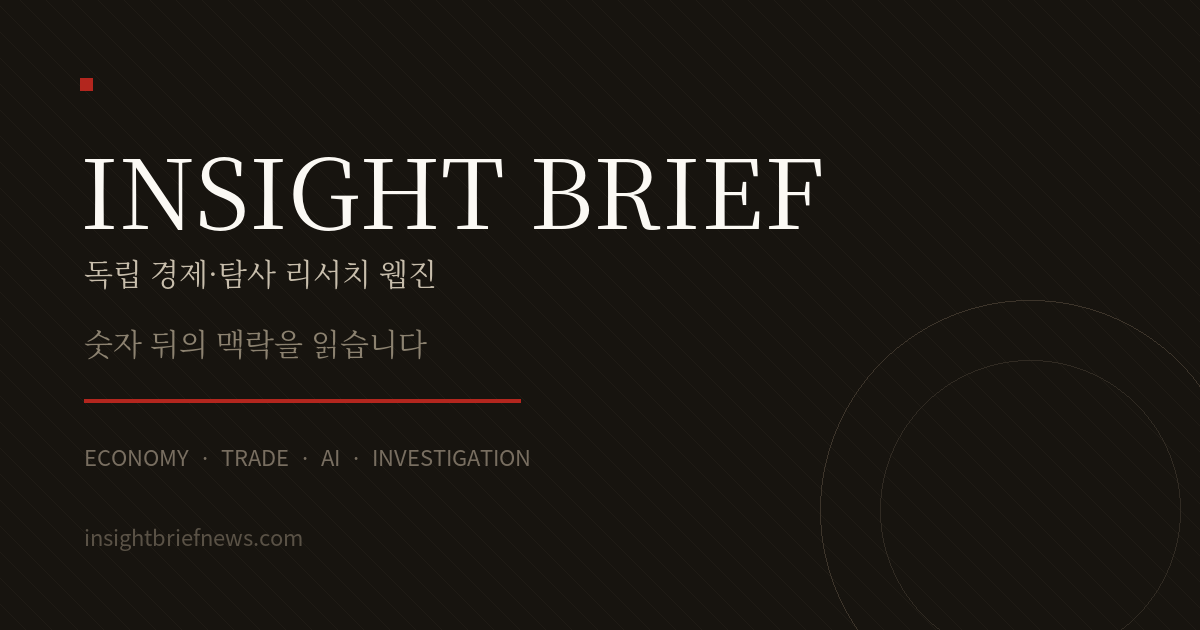 INSIGHT BRIEF
독립 경제·탐사 리서치 웹진
숫자 뒤의 맥락을 읽습니다
ECONOMY · TRADE · AI · INVESTIGATION
insightbriefnews.com